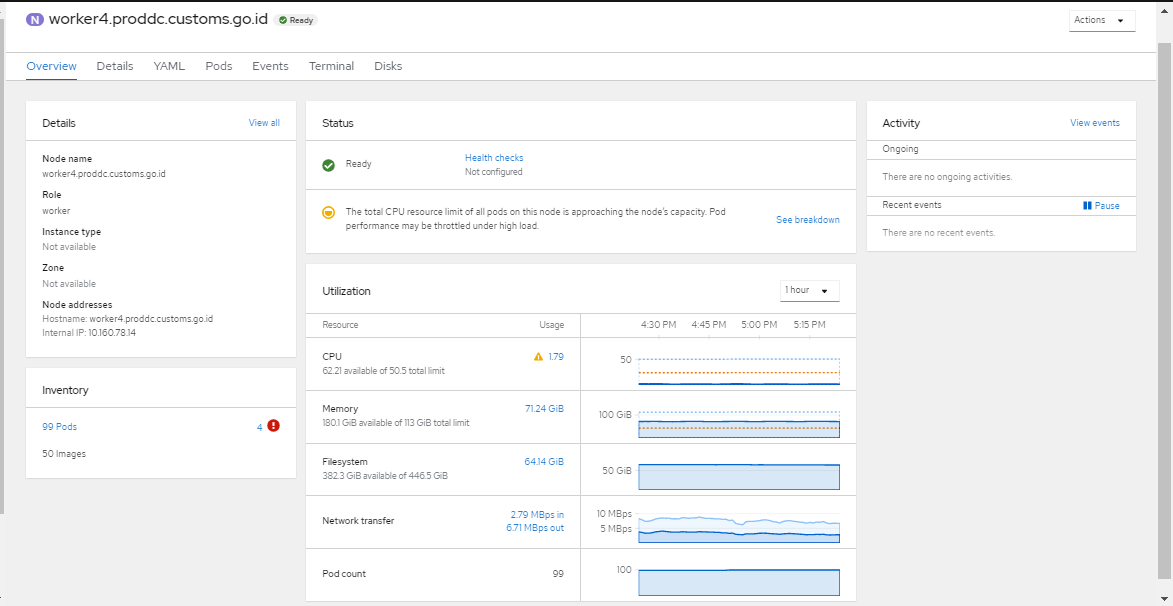 N worker4.proddc.customs.go.id Ready
Actions
Overview Details YAML Pods Events Terminal Disks
Details View all
Node name
worker4.proddc.customs.go.id
Role
worker
Instance type
Not available
Zone
Not available
Node addresses
Hostname: worker4.proddc.customs.go.id
Internal IP: 10.160.78.14
Inventory
99 Pods 4
50 Images
Status
Ready
Health checks
Not configured
The total CPU resource limit of all pods on this node is approaching the node's capacity. Pod
performance may be throttled under high load.
See breakdown
Utilization 1 hour
Resource Usage 4:30 PM 4:45 PM 5:00 PM 5:15 PM
CPU 1.79
62.21 available of 50.5 total limit
50
Memory 71.24 GiB
180.1 GiB available of 113 GiB total limit
100 GiB
Filesystem 64.14 GiB
382.3 GiB available of 446.5 GiB
50 GiB
Network transfer
2.79 MBps in
6.71 MBps out
10 MBps
5 MBps
Pod count 99
100
Activity View events
Ongoing
There are no ongoing activities.
Recent events Pause
There are no recent events.